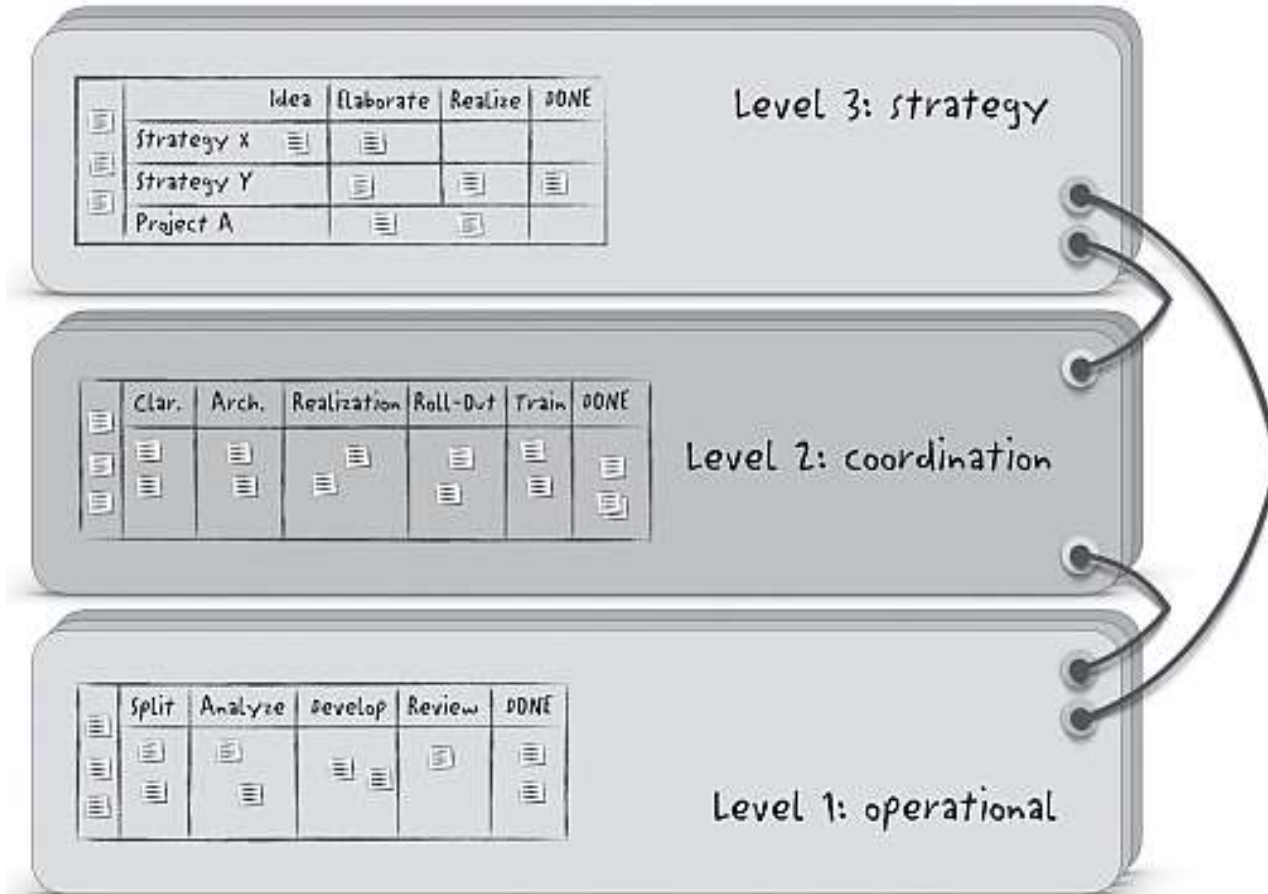 Idea Elaborate Realize DONE
Strategy X
Strategy Y
Project A
Level 3: strategy
Clar. Arch. Realization Roll-Out Train DONE
Level 2: coordination
Split Analyze Develop Review DONE
Level 1: operational